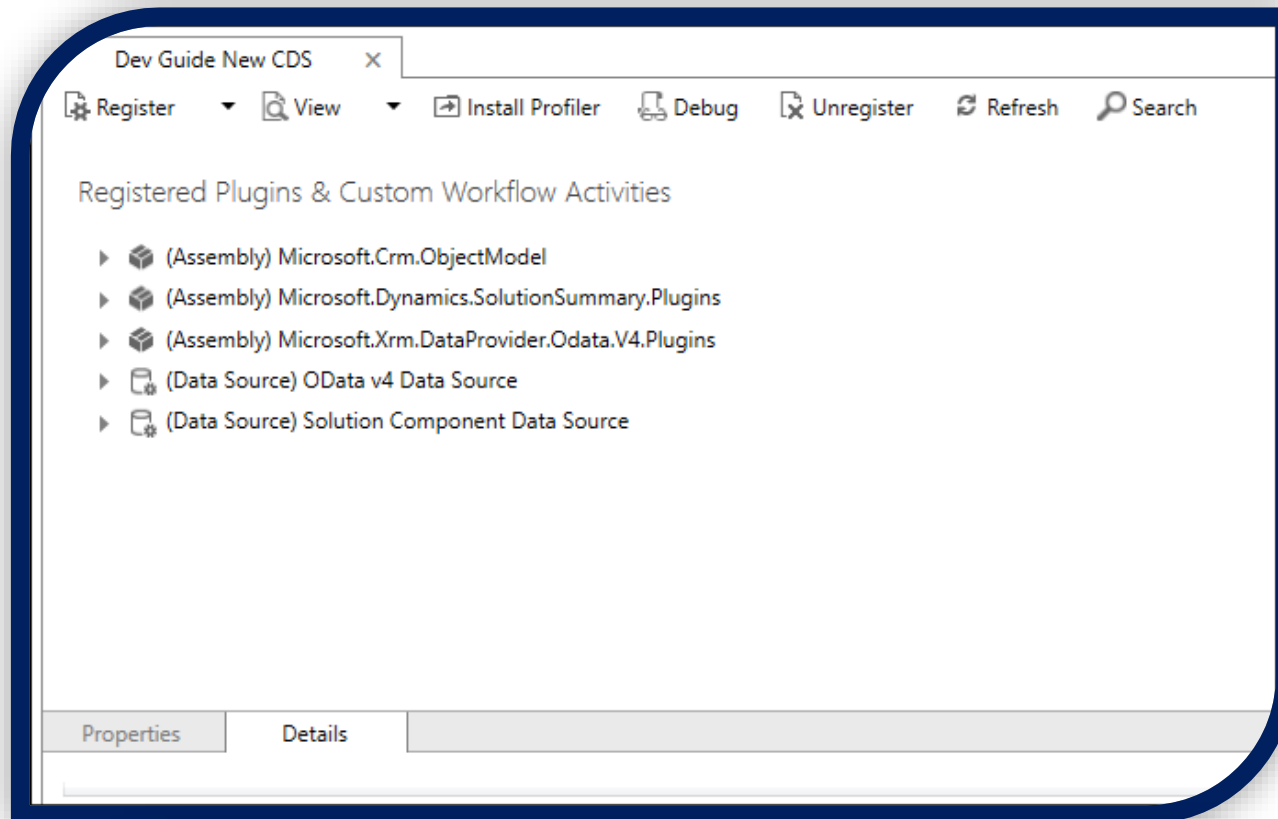 Dev Guide New CDS
Register View Install Profiler Debug Unregister Refresh Search
Registered Plugins & Custom Workflow Activities
(Assembly) Microsoft.Crm.ObjectModel
(Assembly) Microsoft.Dynamics.SolutionSummary.Plugins
(Assembly) Microsoft.Xrm.DataProvider.Odata.V4.Plugins
(Data Source) OData v4 Data Source
(Data Source) Solution Component Data Source
Properties Details